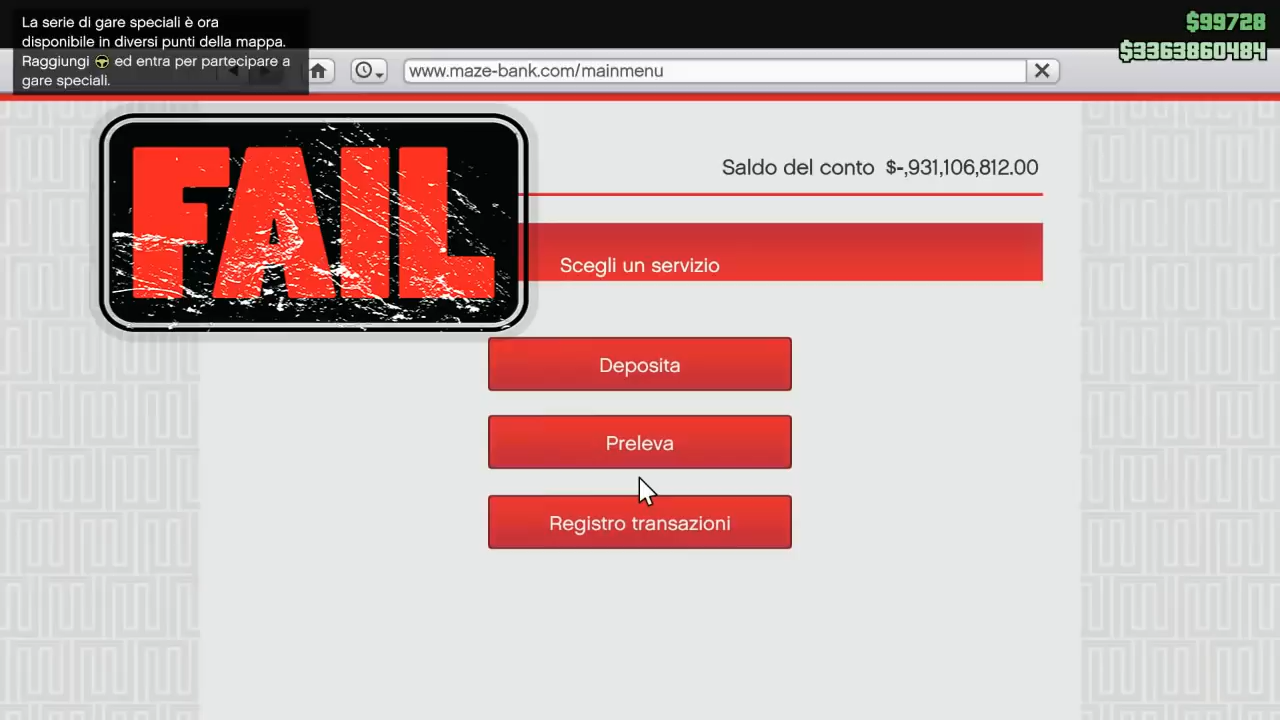 La serie di gare speciali è ora
disponibile in diversi punti della mappa.
Raggiungi ed entra per partecipare a
gare speciali.
$99728
$3363860484
www.maze-bank.com/mainmenu
FAIL
Saldo del conto $-,931,106,812.00
Scegli un servizio
Deposita
Preleva
Registro transazioni